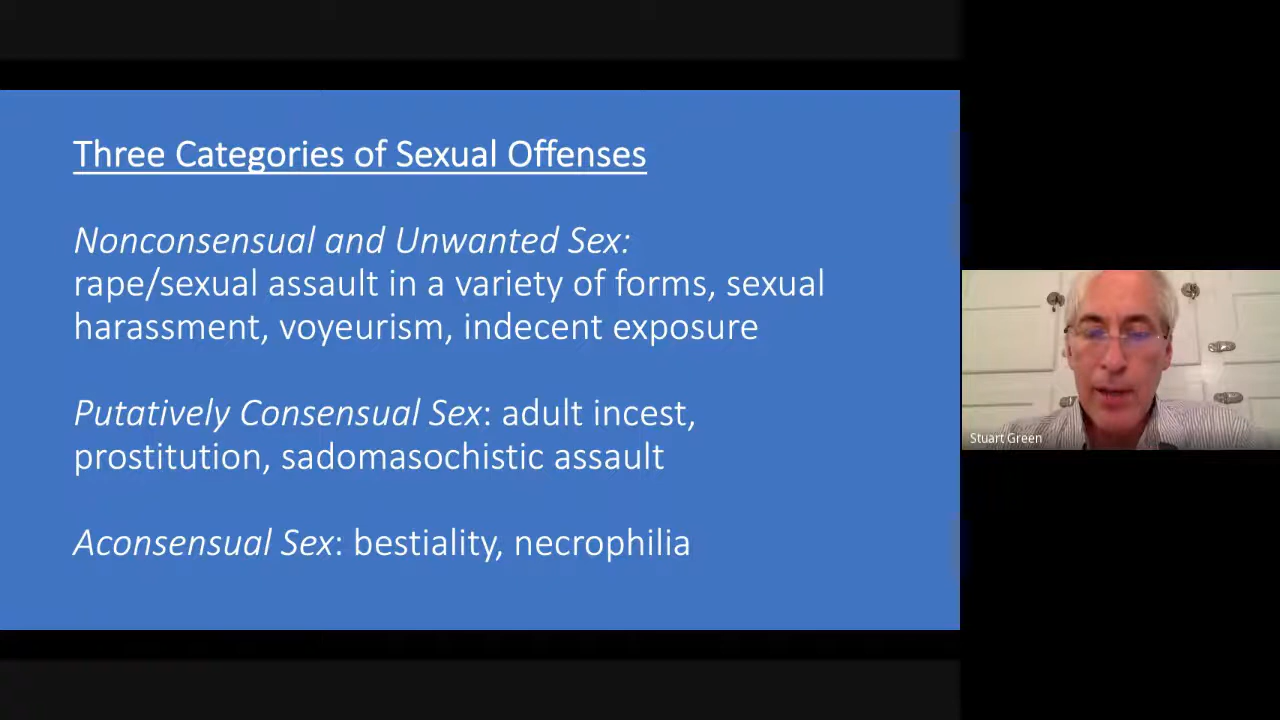 Three Categories of Sexual Offenses
Nonconsensual and Unwanted Sex:
rape/sexual assault in a variety of forms, sexual
harassment, voyeurism, indecent exposure
Putatively Consensual Sex: adult incest,
prostitution, sadomasochistic assault
Aconsensual Sex: bestiality, necrophilia
Stuart Green